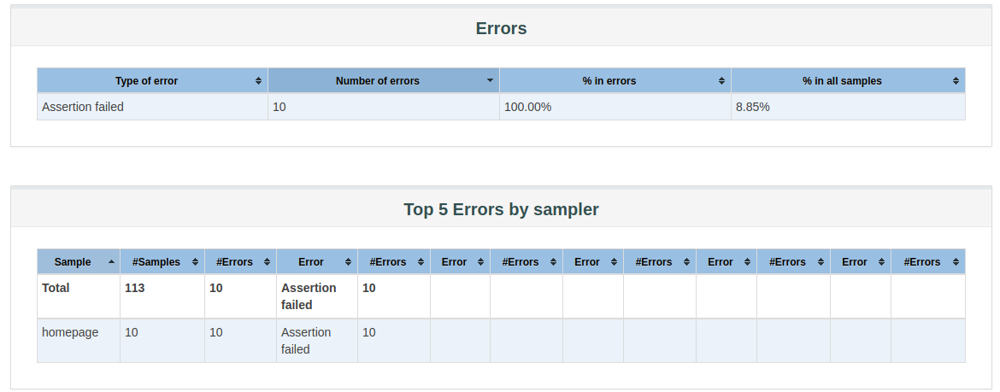 Errors
Type of error Number of errors % in errors % in all samples
Assertion failed 10 100.00% 8.85%
Top 5 Errors by sampler
Sample #Samples #Errors Error #Errors Error #Errors Error #Errors Error #Errors Error #Errors
Total 113 10 Assertion 10
failed
homepage 10 10 Assertion 10
failed